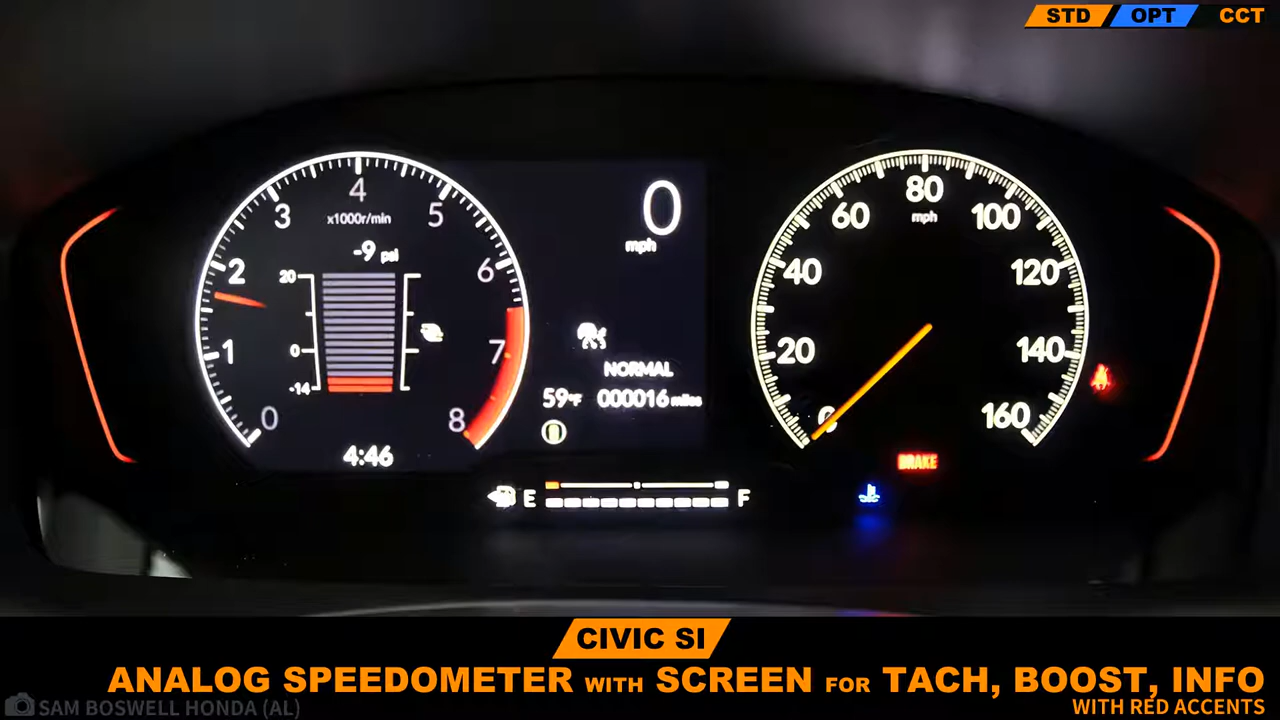 STD OPT CCT
4
3 5
x1000r/min
-9 psi
2 6
20
1 7
0
-14
0 8
4:46
0
mph
NORMAL
59°F 000016 miles
E F
80
60 mph 100
40 120
20 140
0 160
BRAKE
CIVIC SI
ANALOG SPEEDOMETER WITH SCREEN FOR TACH, BOOST, INFO
WITH RED ACCENTS
SAM BOSWELL HONDA (AL)